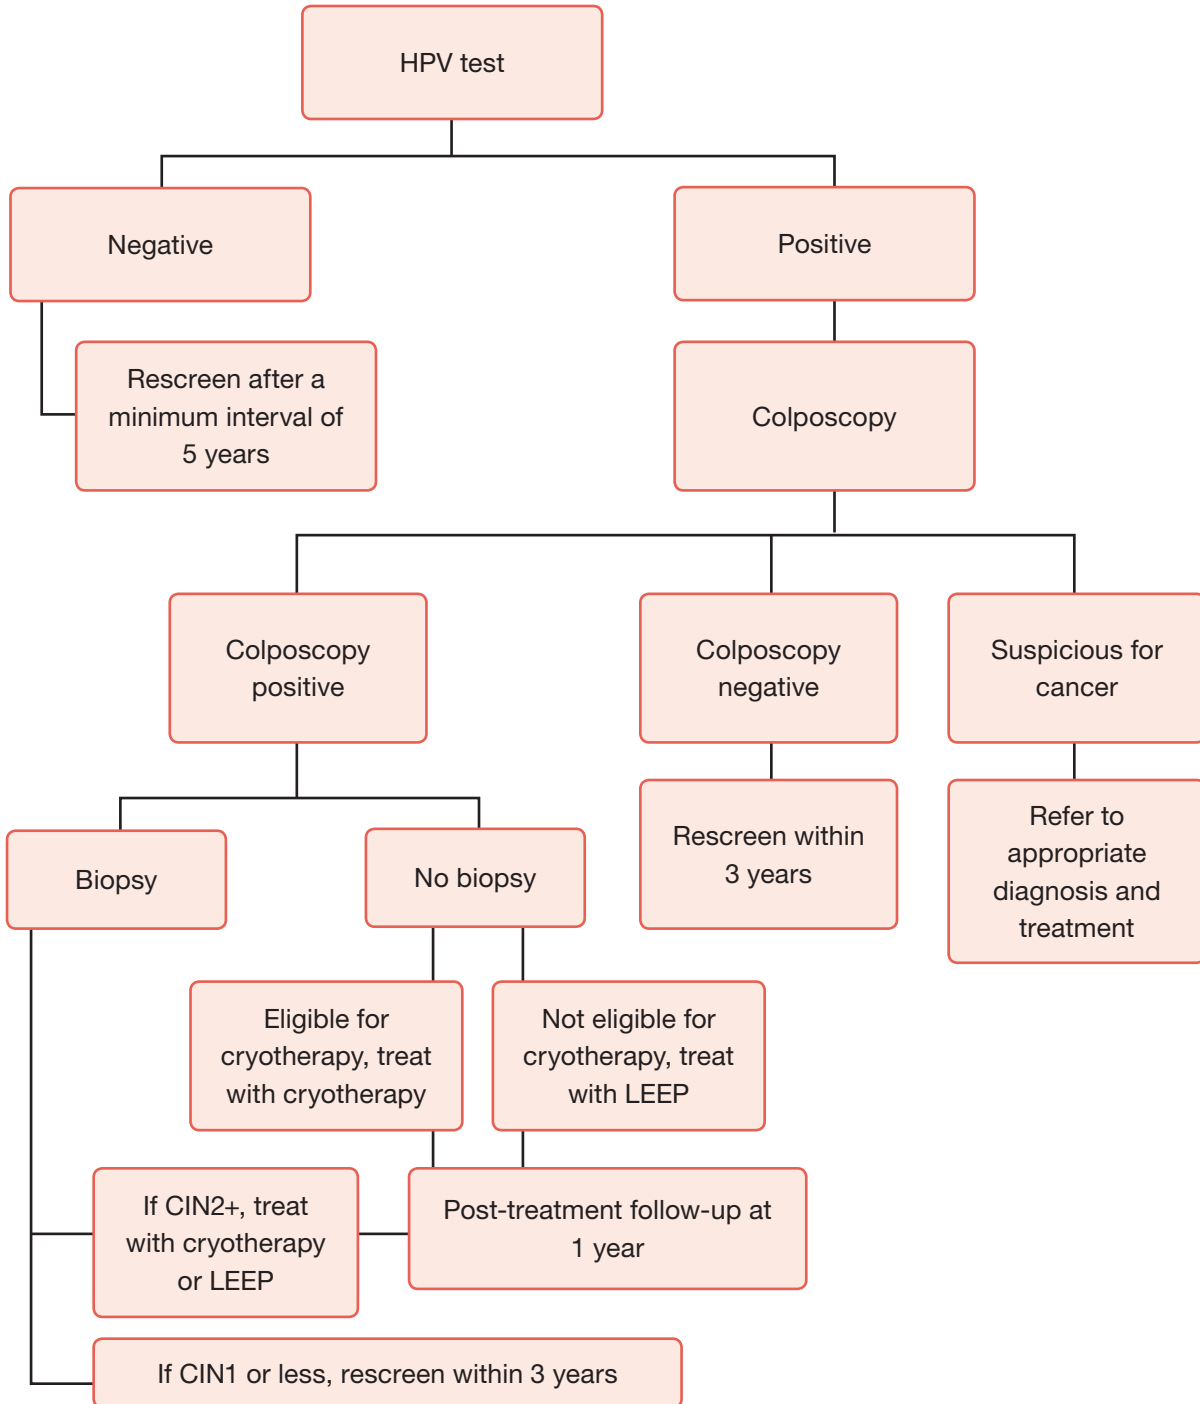 HPV test
Negative
Positive
Rescreen after a
minimum interval of
5 years
Colposcopy
Colposcopy
positive
Colposcopy
negative
Suspicious for
cancer
Biopsy
No biopsy
Rescreen within
3 years
Refer to
appropriate
diagnosis and
treatment
Eligible for
cryotherapy, treat
with cryotherapy
Not eligible for
cryotherapy, treat
with LEEP
If CIN2+, treat
with cryotherapy
or LEEP
Post-treatment follow-up at
1 year
If CIN1 or less, rescreen within 3 years